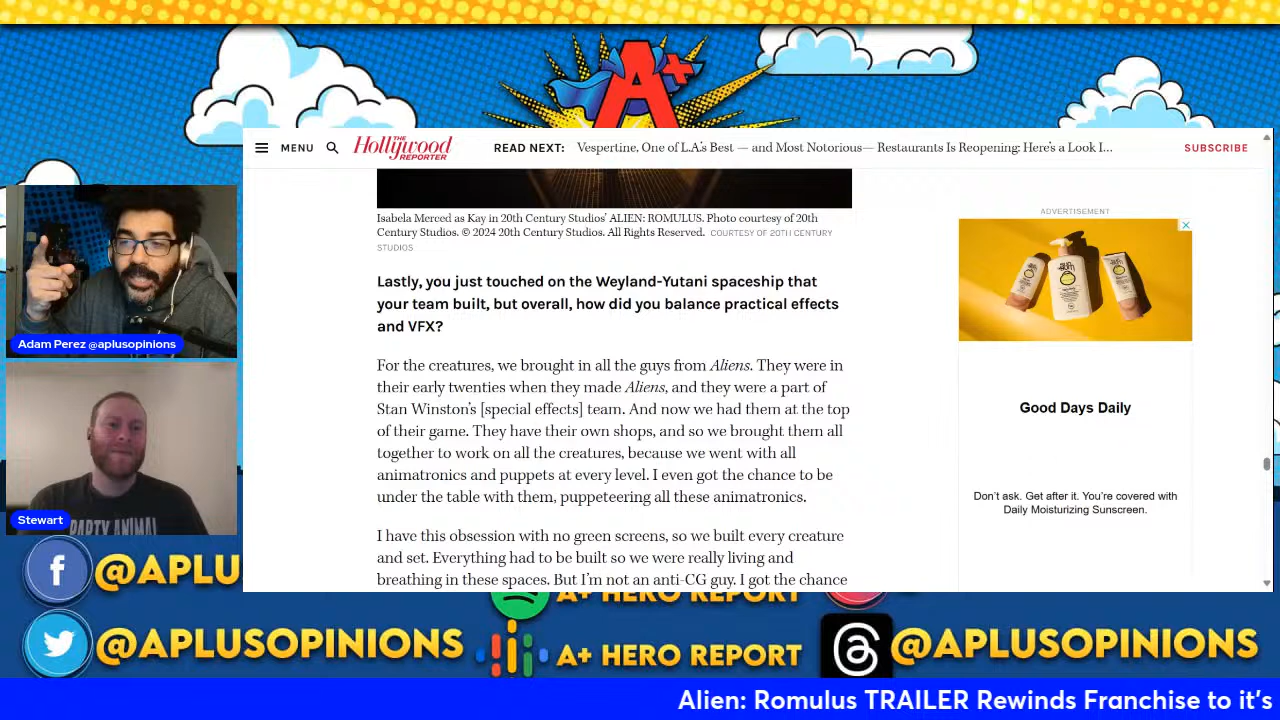 A+
MENU
THE
Hollywood
REPORTER
READ NEXT: Vespertine, One of L.A.'s Best — and Most Notorious— Restaurants Is Reopening: Here's a Look I...
SUBSCRIBE
Isabela Merced as Kay in 20th Century Studios' ALIEN: ROMULUS. Photo courtesy of 20th
Century Studios. © 2024 20th Century Studios. All Rights Reserved. COURTESY OF 20TH CENTURY
STUDIOS
Lastly, you just touched on the Weyland-Yutani spaceship that
your team built, but overall, how did you balance practical effects
and VFX?
For the creatures, we brought in all the guys from Aliens. They were in
their early twenties when they made Aliens, and they were a part of
Stan Winston's [special effects] team. And now we had them at the top
of their game. They have their own shops, and so we brought them all
together to work on all the creatures, because we went with all
animatronics and puppets at every level. I even got the chance to be
under the table with them, puppeteering all these animatronics.
I have this obsession with no green screens, so we built every creature
and set. Everything had to be built so we were really living and
breathing in these spaces. But I'm not an anti-CG guy. I got the chance
ADVERTISEMENT
Good Days Daily
Don't ask. Get after it. You're covered with
Daily Moisturizing Sunscreen.
Adam Perez @aplusopinions
PARTY ANIMAL
Stewart
@APLU
A+ HERO REPORT
@APLUSOPINIONS
A+ HERO REPORT
@APLUSOPINIONS
Alien: Romulus TRAILER Rewinds Franchise to it's